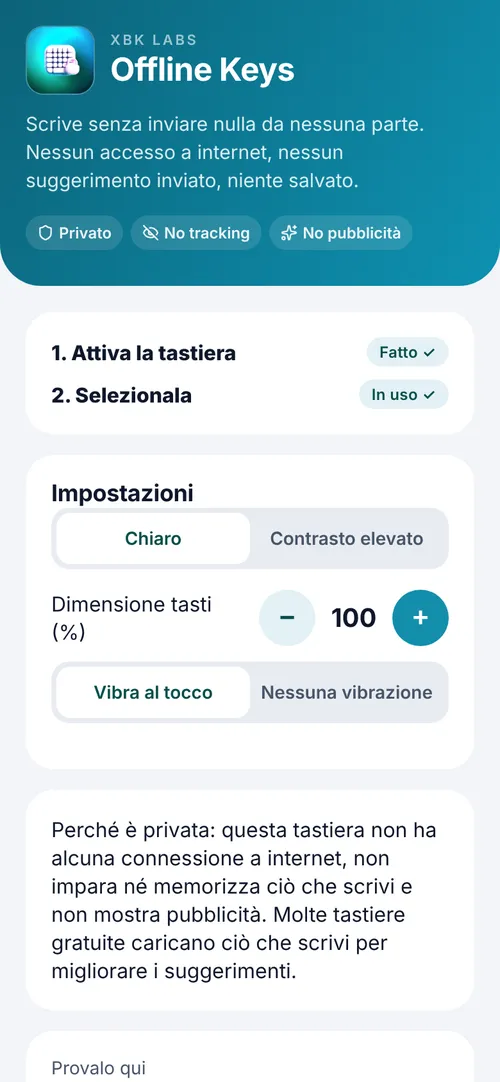 XBK LABS
Offline Keys
Scrive senza inviare nulla da nessuna parte.
Nessun accesso a internet, nessun
suggerimento inviato, niente salvato.
Privato
No tracking
No pubblicità
1. Attiva la tastiera
Fatto ✓
2. Selezionala
In uso ✓
Impostazioni
Chiaro
Contrasto elevato
Dimensione tasti
(%)
− 100 +
Vibra al tocco
Nessuna vibrazione
Perché è privata: questa tastiera non ha
alcuna connessione a internet, non
impara né memorizza ciò che scrivi e
non mostra pubblicità. Molte tastiere
gratuite caricano ciò che scrivi per
migliorare i suggerimenti.
Provalo qui